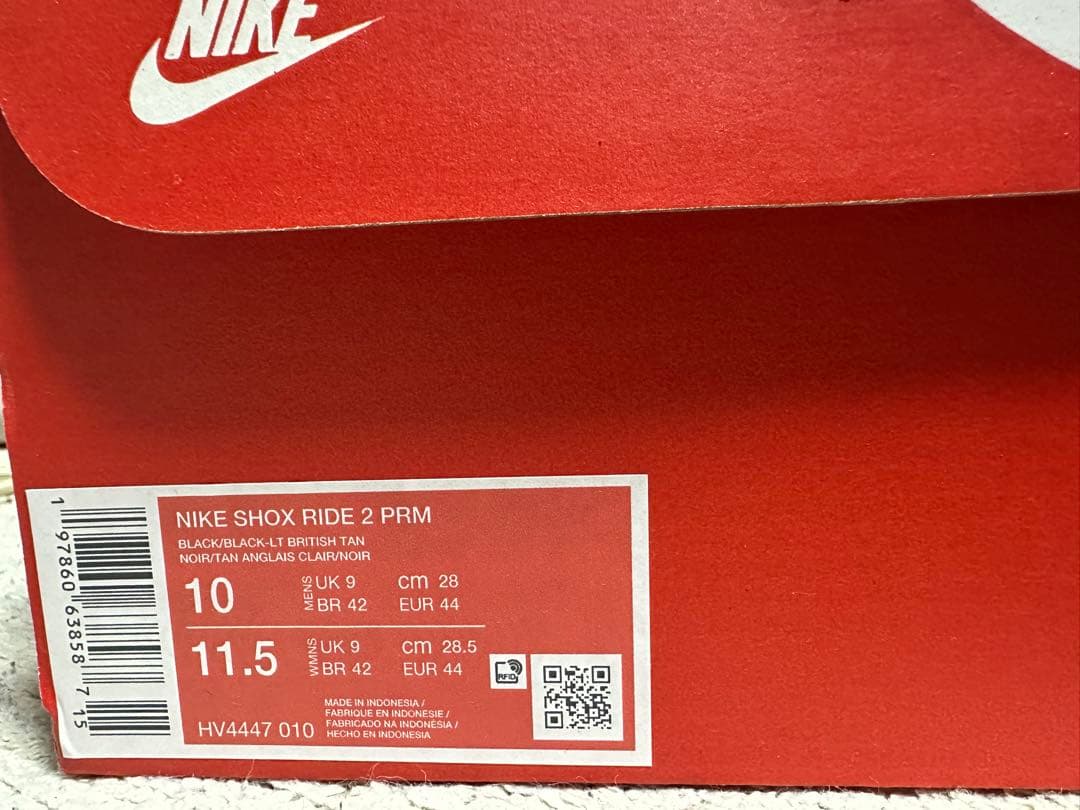 NIKE
NIKE SHOX RIDE 2 PRM
BLACK/BLACK-LT BRITISH TAN
NOIR/TAN ANGLAIS CLAIR/NOIR
10 MENS UK 9 cm 28
BR 42 EUR 44
11.5 WMNS UK 9 cm 28.5
BR 42 EUR 44
RFID
MADE IN INDONESIA /
FABRIQUE EN INDONESIE /
FABRICADO NA INDONÉSIA /
HECHO EN INDONESIA
HV4447 010
1 97860 63858 7 15